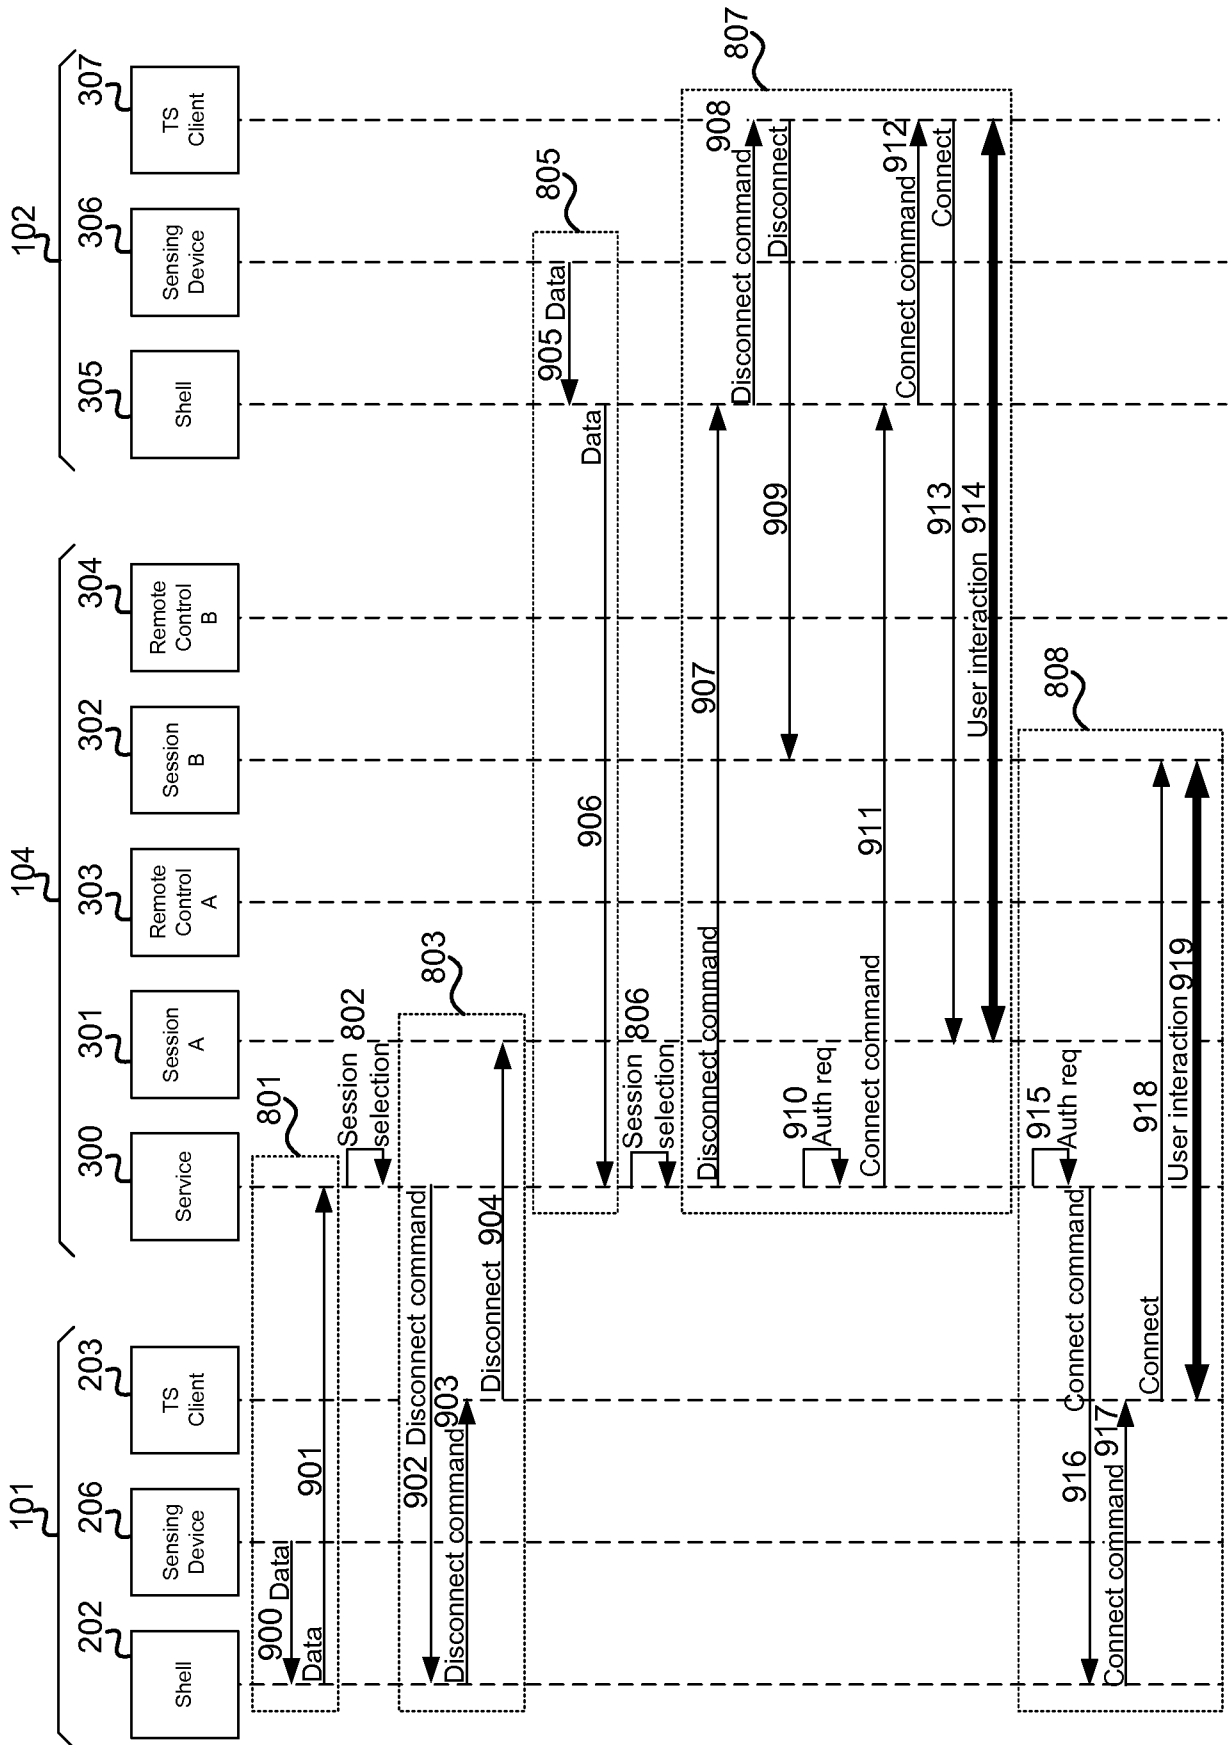 101
104
102
202
206
203
300
301
303
302
304
305
306
307
Shell
Sensing
Device
TS
Client
Service
Session
A
Remote
Control
A
Session
B
Remote
Control
B
Shell
Sensing
Device
TS
Client
801
900 Data
Data
901
Session 802
selection
803
902 Disconnect command
Disconnect command 903
Disconnect 904
805
905 Data
Data
906
Session 806
selection
807
Disconnect command
907
Disconnect command 908
Disconnect
909
910
Auth req
Connect command
911
Connect command 912
Connect
913
User interaction 914
808
915
Auth req
Connect command
916
Connect command 917
Connect
918
User interaction 919